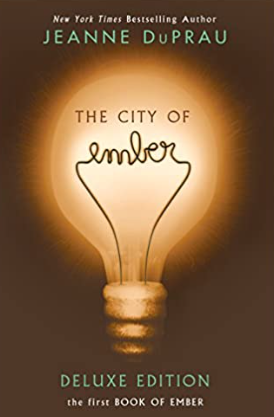 New York Times Bestselling Author
JEANNE DuPRAU
THE CITY OF
ember
DELUXE EDITION
the first BOOK OF EMBER